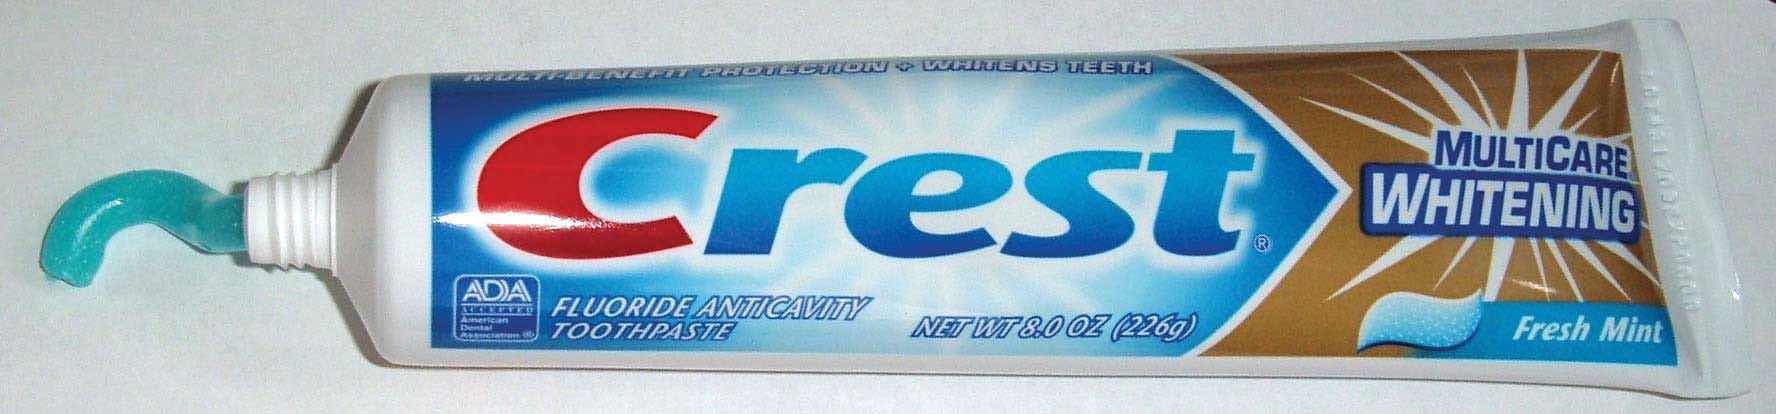 MULTI-BENEFIT PROTECTION + WHITENS TEETH
Crest®
MULTICARE
WHITENING
ADA
ACCEPTED
American
Dental
Association ®
FLUORIDE ANTICAVITY
TOOTHPASTE
NET WT 8.0 OZ (226g)
Fresh Mint